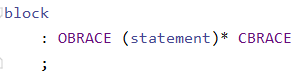 block
: OBRACE (statement)* CBRACE
;